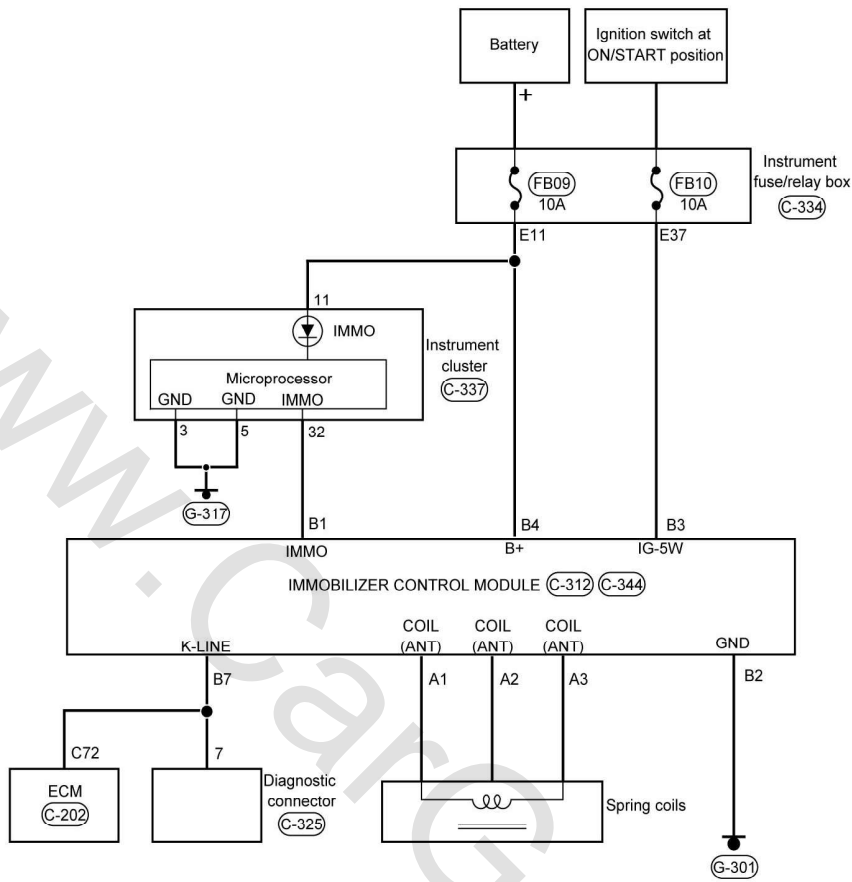 Battery
Ignition switch at
ON/START position
+
Instrument
fuse/relay box
C-334
FB09
10A
FB10
10A
E11
E37
11
IMMO
Instrument
cluster
C-337
Microprocessor
GND
GND
IMMO
3
5
32
G-317
B1
B4
B3
IMMO
B+
IG-5W
IMMOBILIZER CONTROL MODULE C-312 C-344
COIL
(ANT)
COIL
(ANT)
COIL
(ANT)
K-LINE
GND
B7
A1
A2
A3
B2
C72
7
ECM
C-202
Diagnostic
connector
C-325
Spring coils
G-301
w.CarG